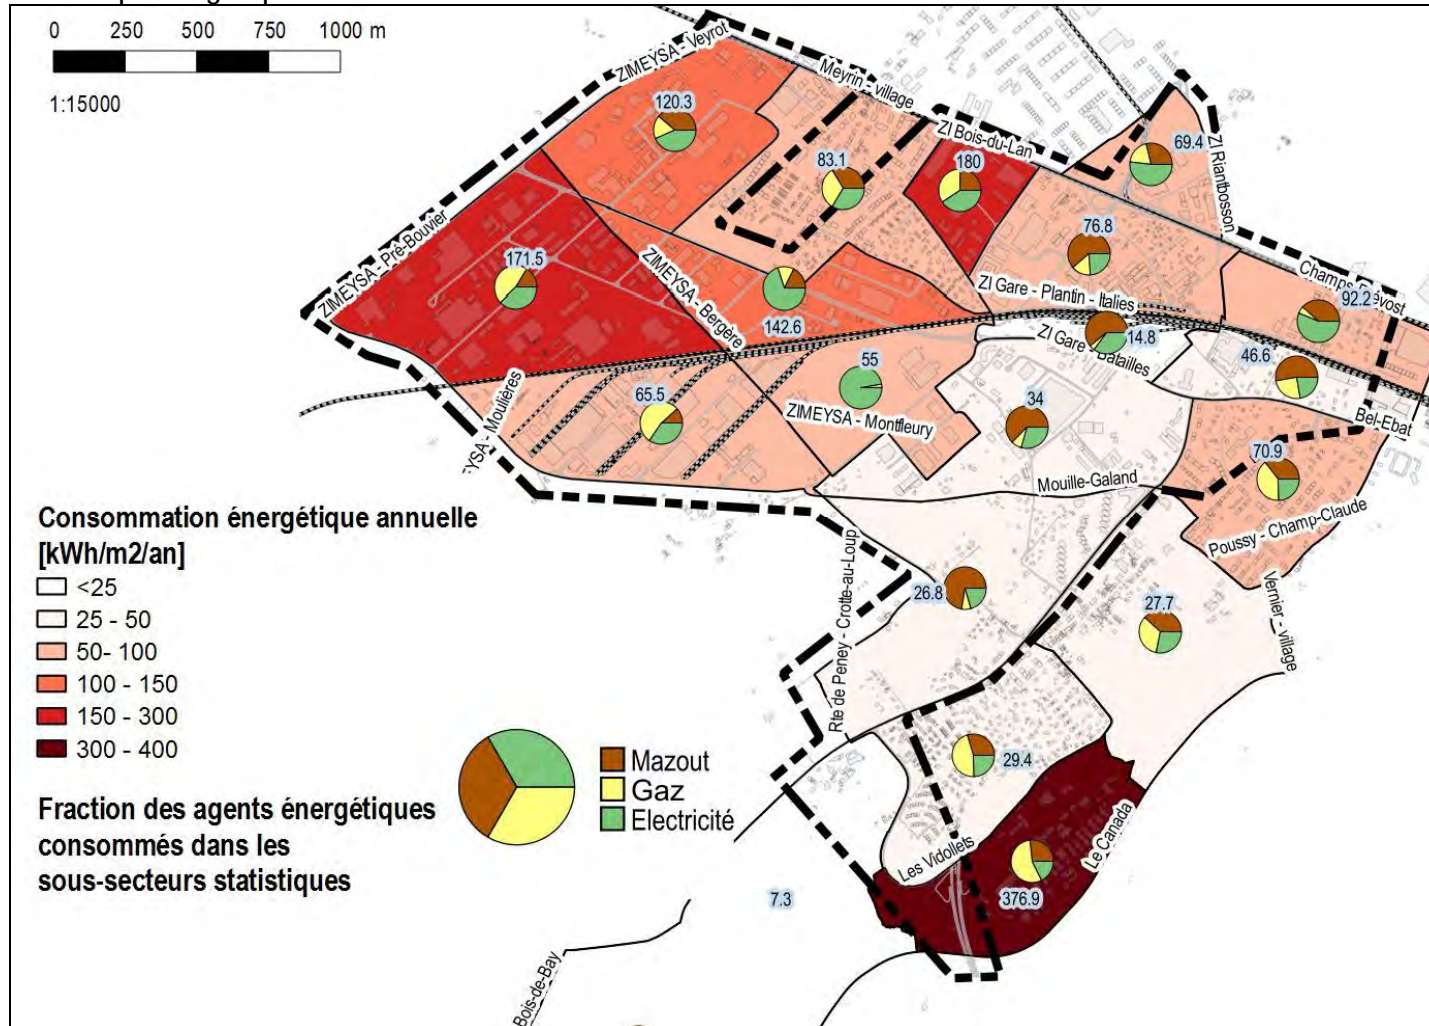 0 250 500 750 1000 m
1:15000
ZIMEYSA - Veyrot
Meyrin - village
ZI Bois-du-Lan
ZI Riantbosson
120.3
83.1
180
69.4
76.8
ZIMEYSA - Pré-Bouvier
171.5
ZIMEYSA - Bergère
142.6
ZI Gare - Plantin - Italies
92.2
14.8
46.6
ZI Gare - Batailles
Bel-Ebat
YSA - Moulières
65.5
55
ZIMEYSA - Montfleury
34
Mouille-Galand
70.9
Poussy - Champ-Claude
Consommation énergétique annuelle
[kWh/m2/an]
<25
25 - 50
50- 100
100 - 150
150 - 300
300 - 400
26.8
Rte de Peney - Crotte-au-Loup
27.7
Vernier - village
29.4
Mazout
Gaz
Electricité
Fraction des agents énergétiques
consommés dans les
sous-secteurs statistiques
Les Vidollets
Le Canada
376.9
7.3
Bois-de-Bay